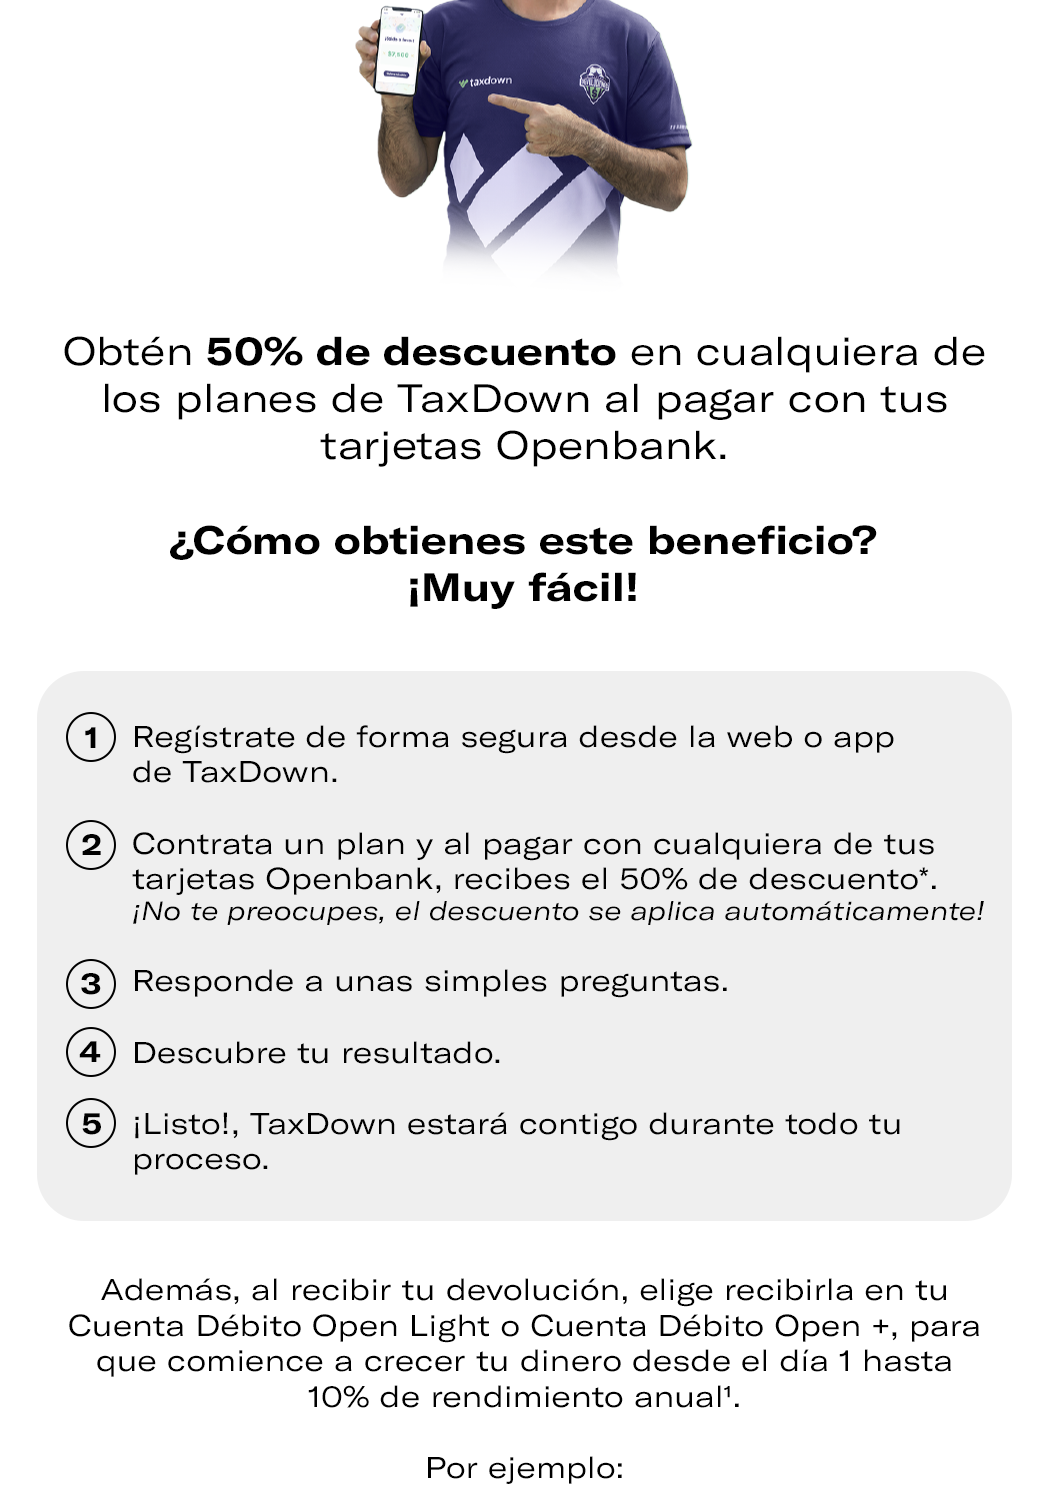 $7,500
taxdown
Obtén 50% de descuento en cualquiera de
los planes de TaxDown al pagar con tus
tarjetas Openbank.
¿Cómo obtienes este beneficio?
¡Muy fácil!
1 Regístrate de forma segura desde la web o app
de TaxDown.
2 Contrata un plan y al pagar con cualquiera de tus
tarjetas Openbank, recibes el 50% de descuento*.
¡No te preocupes, el descuento se aplica automáticamente!
3 Responde a unas simples preguntas.
4 Descubre tu resultado.
5 ¡Listo!, TaxDown estará contigo durante todo tu
proceso.
Además, al recibir tu devolución, elige recibirla en tu
Cuenta Débito Open Light o Cuenta Débito Open +, para
que comience a crecer tu dinero desde el día 1 hasta
10% de rendimiento anual¹.
Por ejemplo: